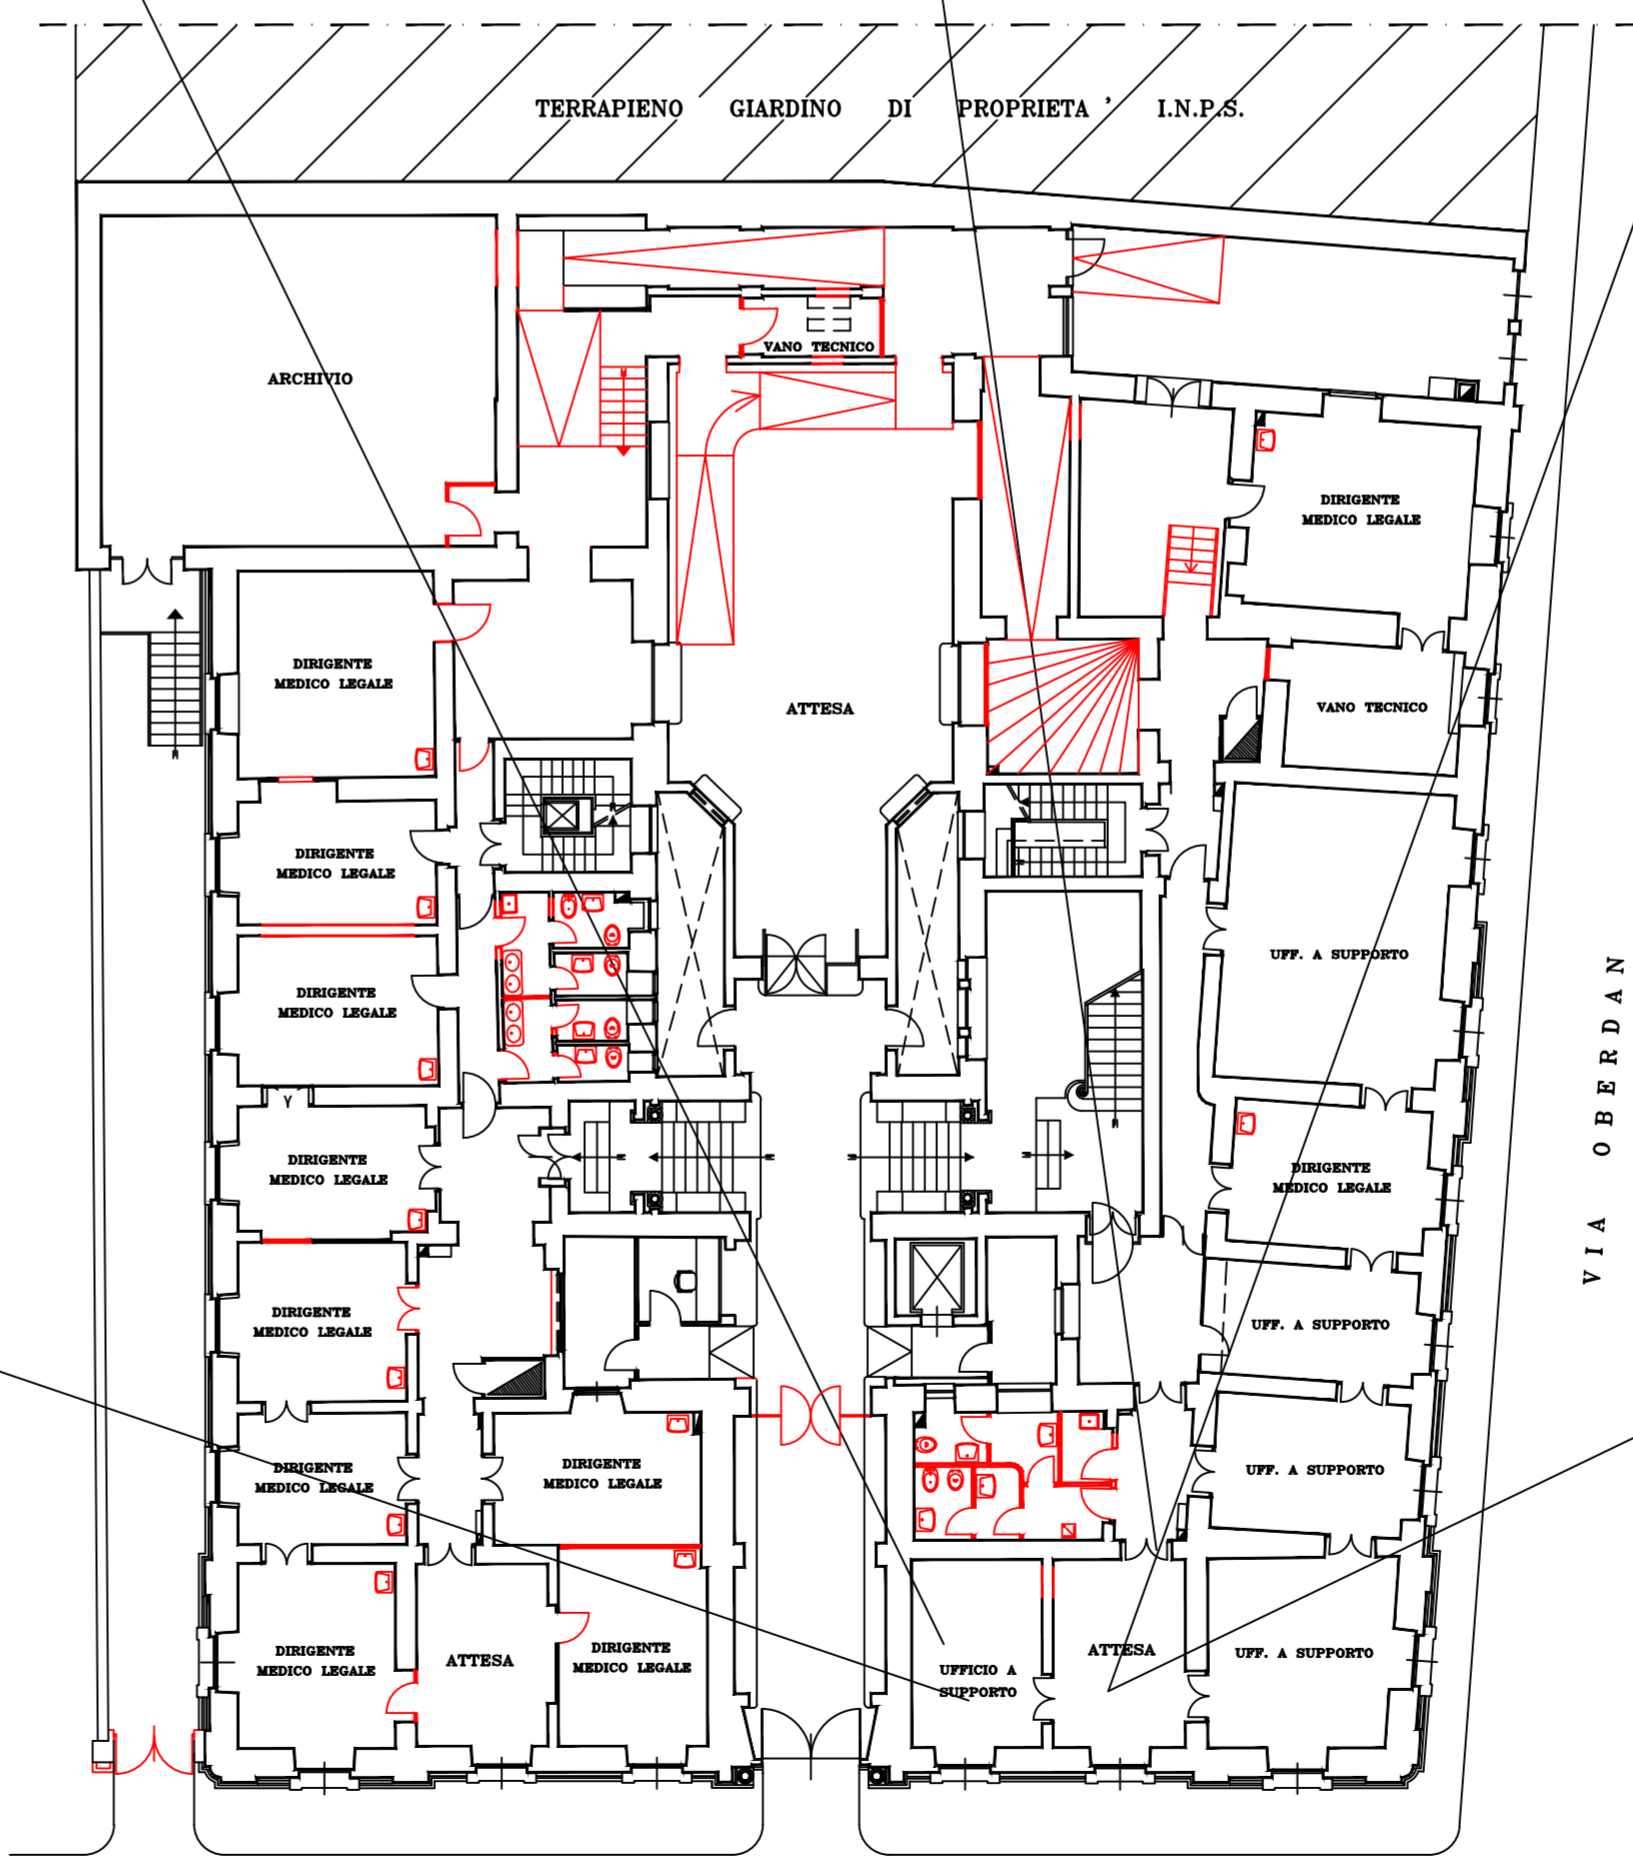 TERRAPIENO GIARDINO DI PROPRIETA ' I.N.P.S.
VANO TECNICO
ARCHIVIO
DIRIGENTE
MEDICO LEGALE
DIRIGENTE
MEDICO LEGALE
ATTESA
VANO TECNICO
DIRIGENTE
MEDICO LEGALE
UFF. A SUPPORTO
DIRIGENTE
MEDICO LEGALE
VIA OBERDAN
DIRIGENTE
MEDICO LEGALE
DIRIGENTE
MEDICO LEGALE
DIRIGENTE
MEDICO LEGALE
UFF. A SUPPORTO
DIRIGENTE
MEDICO LEGALE
DIRIGENTE
MEDICO LEGALE
UFF. A SUPPORTO
DIRIGENTE
MEDICO LEGALE
ATTESA
DIRIGENTE
MEDICO LEGALE
UFFICIO A
SUPPORTO
ATTESA
UFF. A SUPPORTO